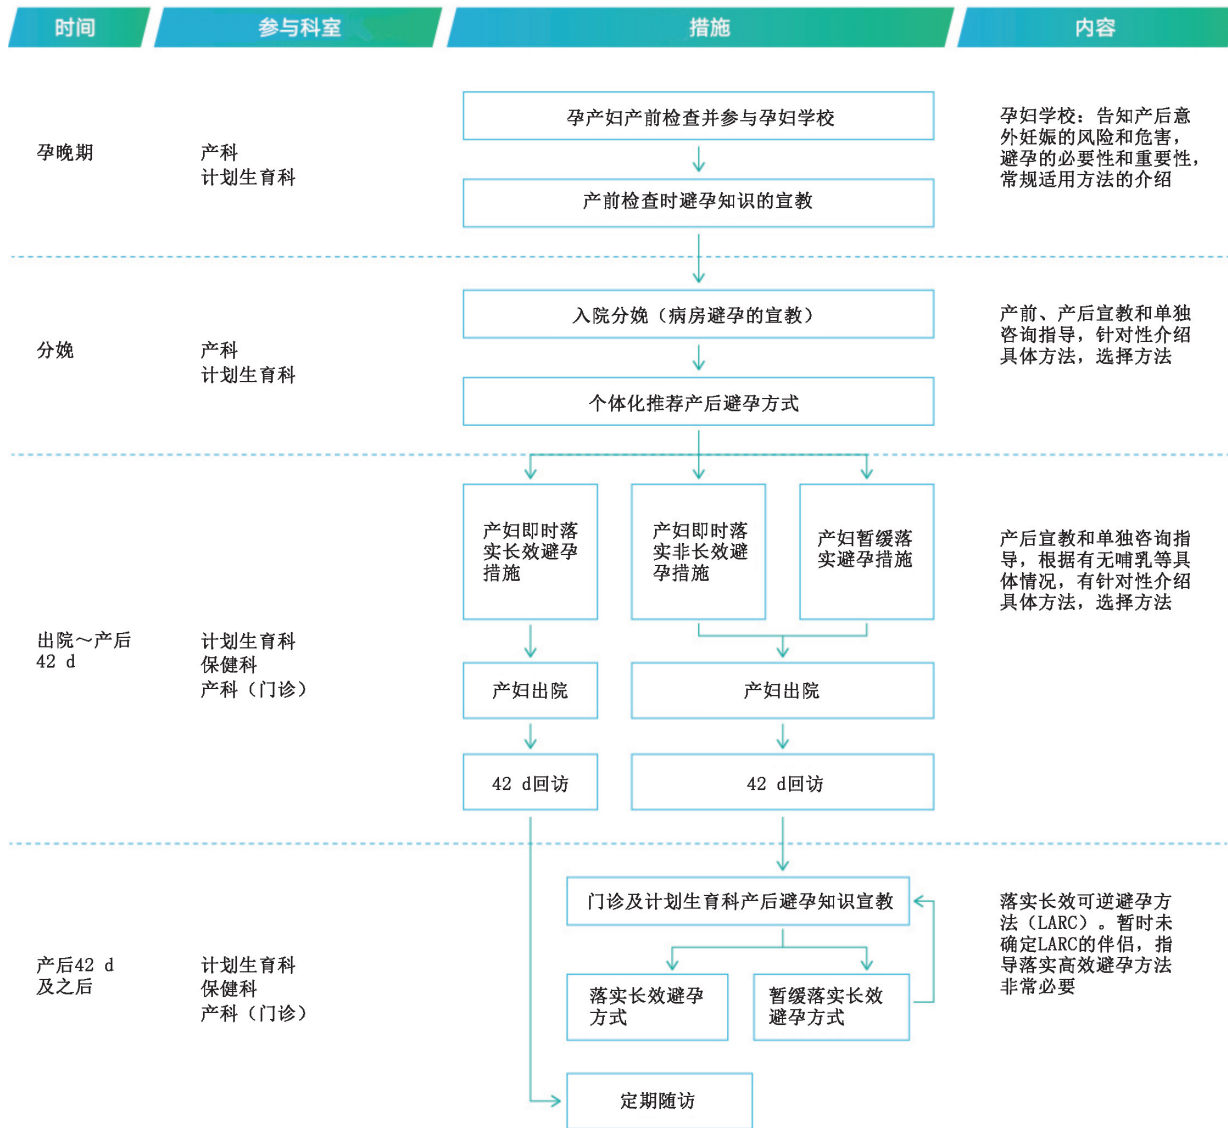 时间
参与科室
措施
内容
孕晚期
产科
计划生育科
孕产妇产前检查并参与孕妇学校
产前检查时避孕知识的宣教
孕妇学校：告知产后意
外妊娠的风险和危害，
避孕的必要性和重要性，
常规适用方法的介绍
分娩
产科
计划生育科
入院分娩（病房避孕的宣教）
个体化推荐产后避孕方式
产前、产后宣教和单独
咨询指导，针对性介绍
具体方法，选择方法
出院～产后
42 d
计划生育科
保健科
产科（门诊）
产妇即时落
实长效避孕
措施
产妇即时落
实非长效避
孕措施
产妇暂缓落
实避孕措施
产妇出院
产妇出院
42 d回访
42 d回访
产后宣教和单独咨询指
导，根据有无哺乳等具
体情况，有针对性介绍
具体方法，选择方法
产后42 d
及之后
计划生育科
保健科
产科（门诊）
门诊及计划生育科产后避孕知识宣教
落实长效避孕
方式
暂缓落实长效
避孕方式
定期随访
落实长效可逆避孕方
法（LARC）。暂时未
确定LARC的伴侣，指
导落实高效避孕方法
非常必要